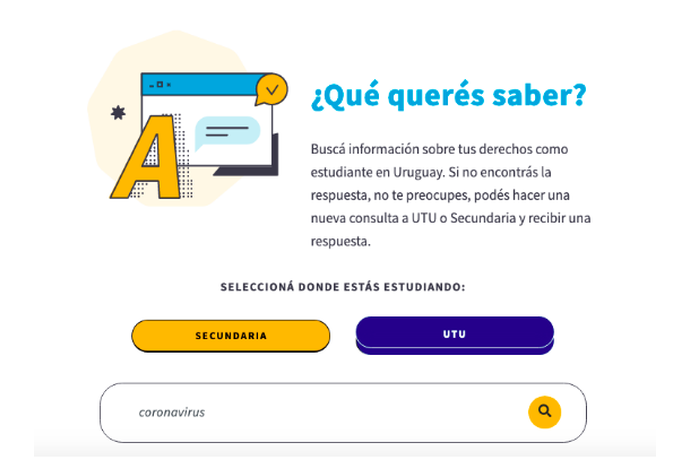 ¿Qué querés saber?
A
Buscá información sobre tus derechos como
estudiante en Uruguay. Si no encontrás la
respuesta, no te preocupes, podés hacer una
nueva consulta a UTU o Secundaria y recibir una
respuesta.
SELECCIONÁ DONDE ESTÁS ESTUDIANDO:
SECUNDARIA
UTU
coronavirus